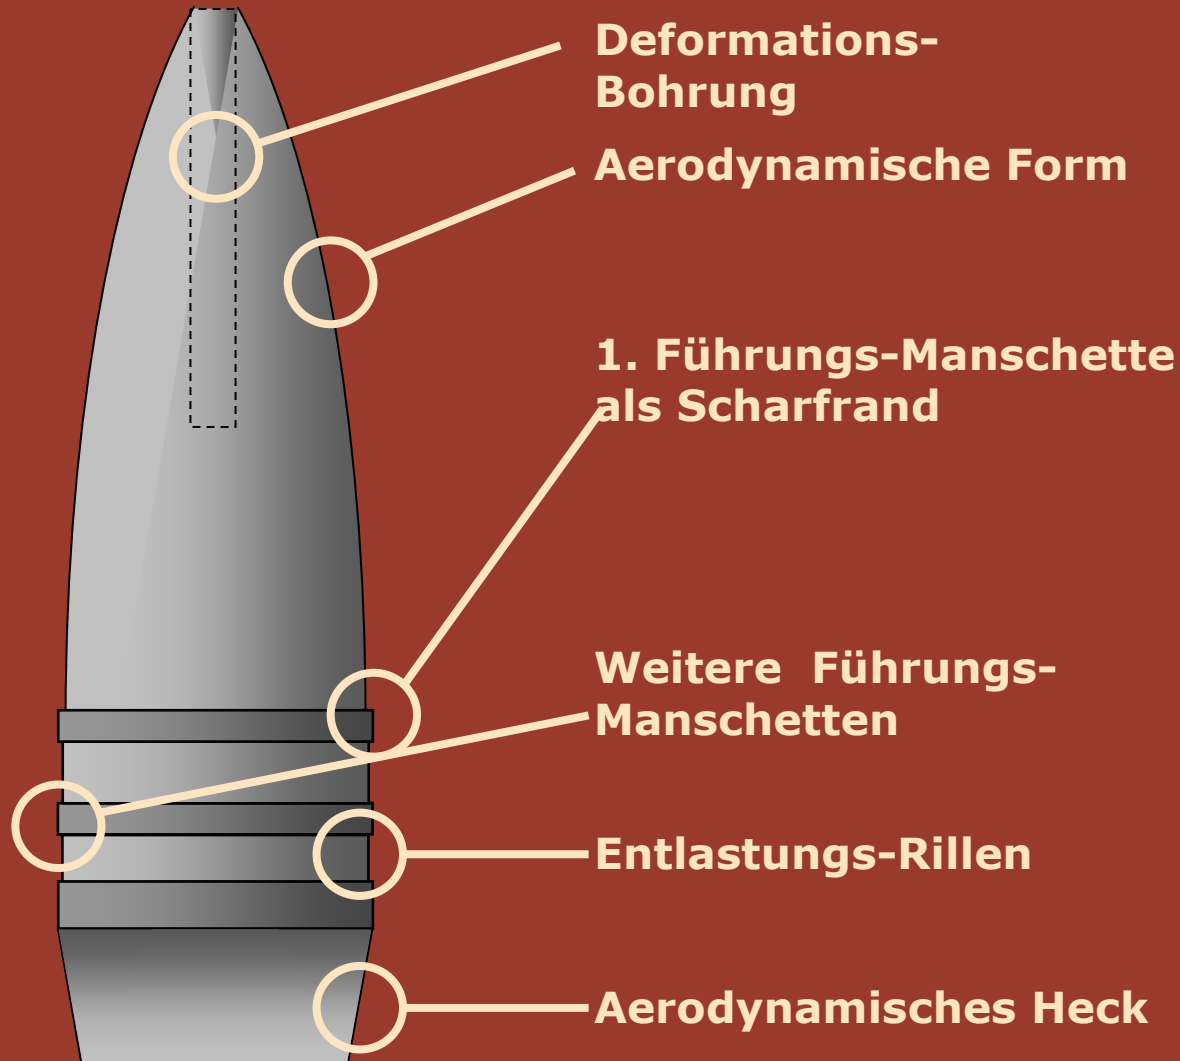 Deformations-
Bohrung
Aerodynamische Form
1. Führungs-Manschette
als Scharfrand
Weitere  Führungs-
Manschetten
Entlastungs-Rillen
Aerodynamisches Heck